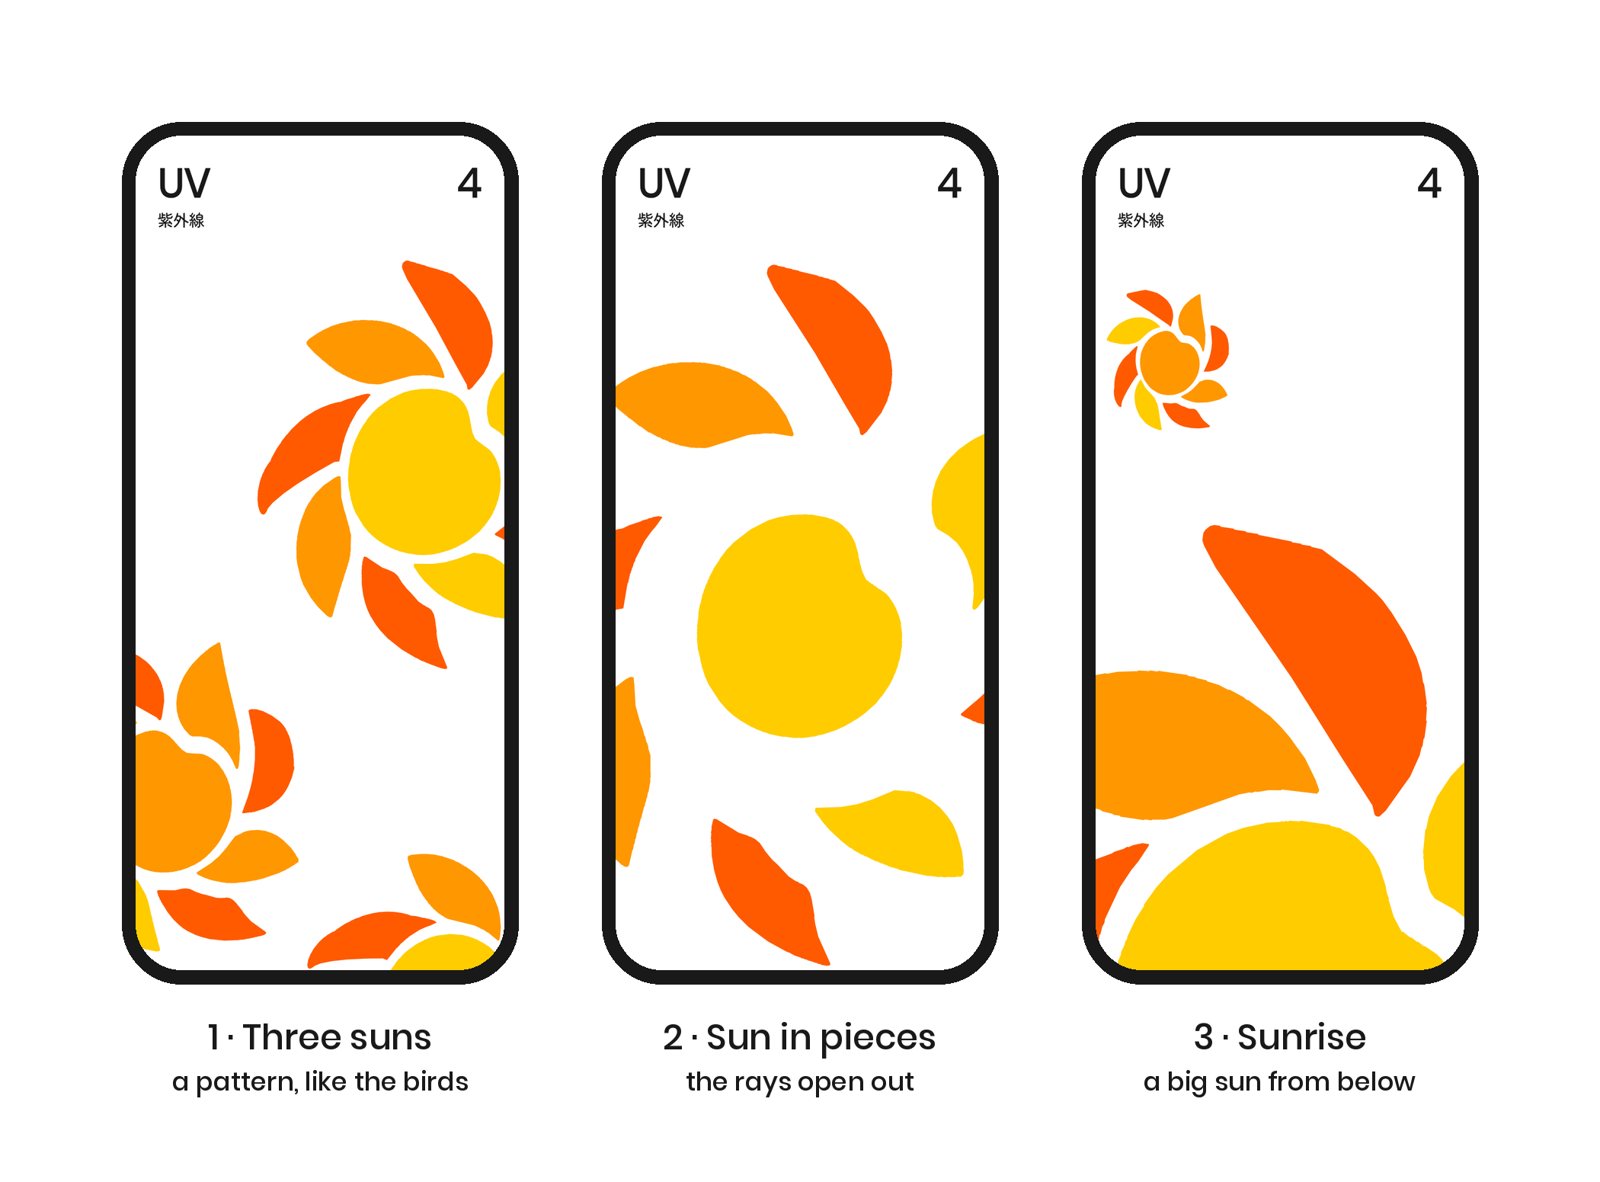 UV 4
紫外線
UV 4
紫外線
UV 4
紫外線
1 · Three suns
a pattern, like the birds
2 · Sun in pieces
the rays open out
3 · Sunrise
a big sun from below